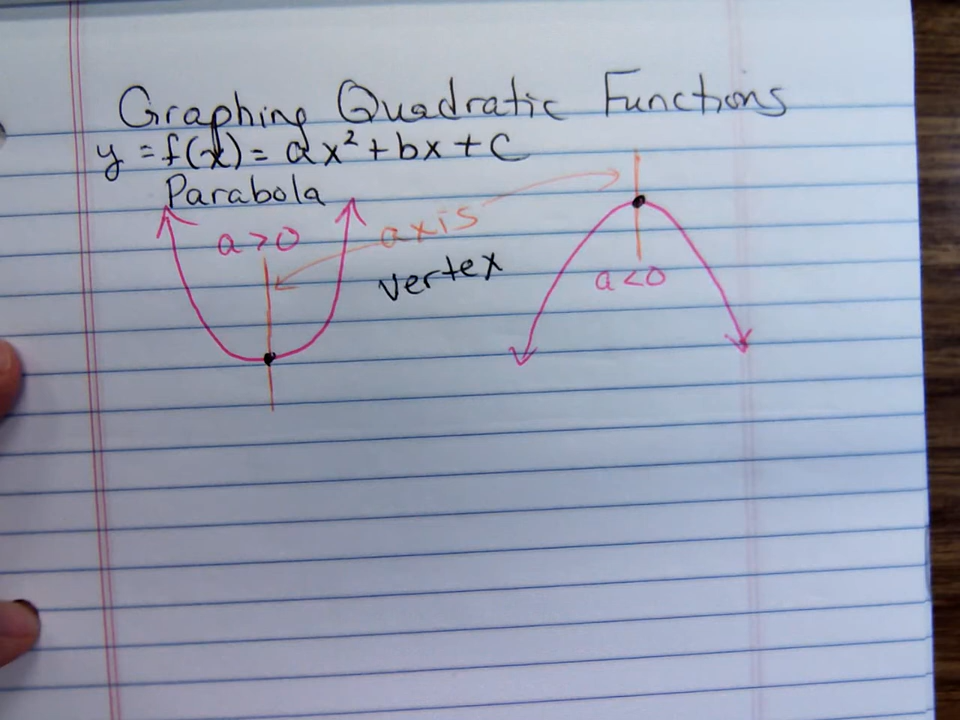 Graphing Quadratic Functions
y = f(x) = ax² + bx + c
Parabola
a > 0
axis
vertex
a < 0